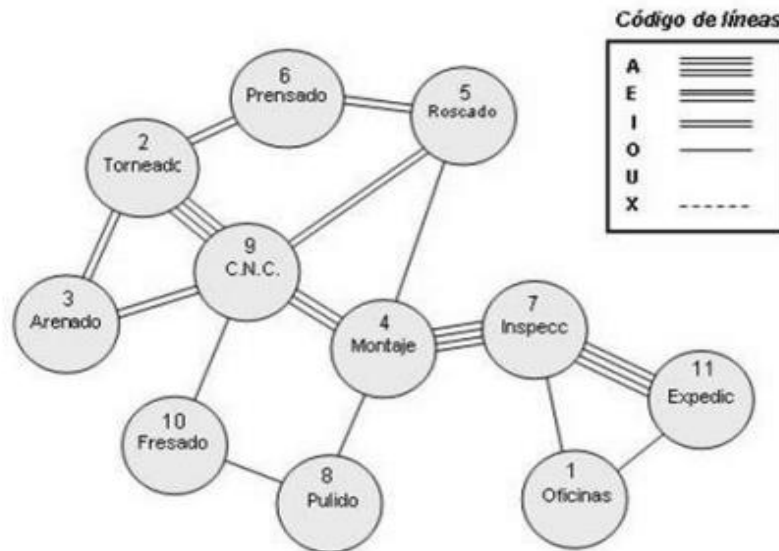 Código de líneas
A
E
I
O
U
X
6
Prensado
5
Roscado
2
Torneadc
9
C.N.C.
3
Arenado
4
Montaje
7
Inspecc
11
Expedic
10
Fresado
8
Pulido
1
Oficinas